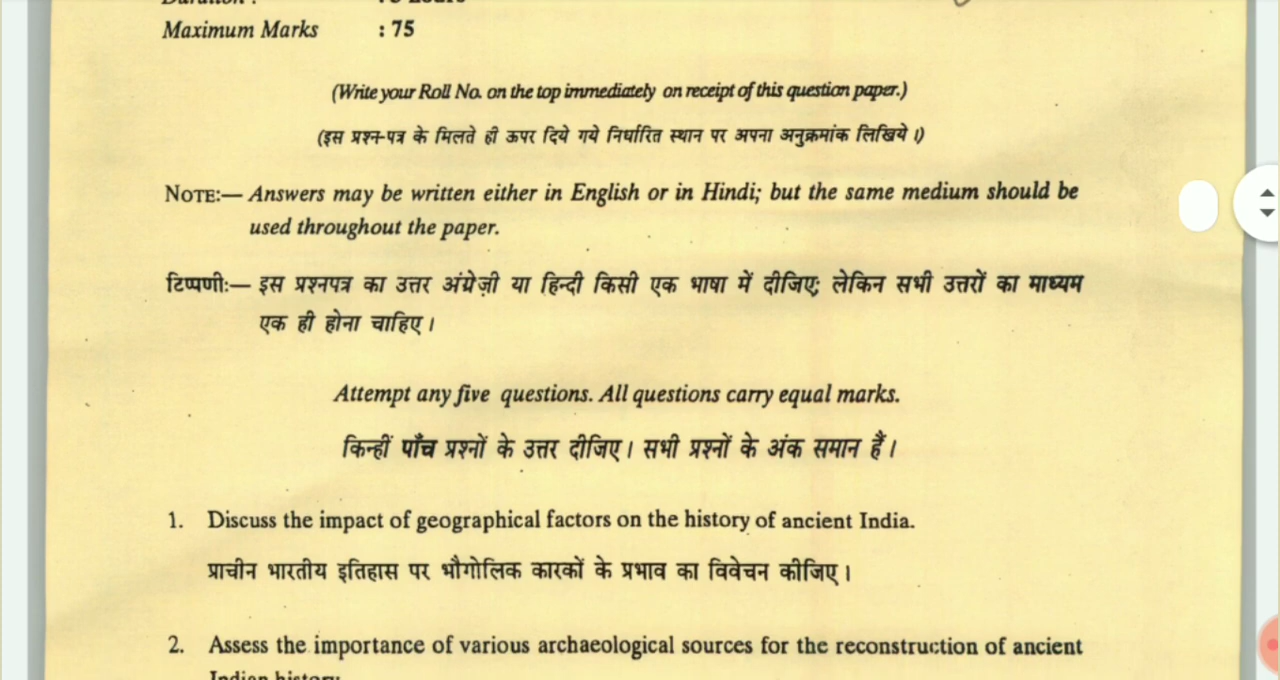 Maximum Marks : 75
(Write your Roll No. on the top immediately on receipt of this question paper.)
(इस प्रश्न-पत्र के मिलते ही ऊपर दिये गये निर्धारित स्थान पर अपना अनुक्रमांक लिखिये।)
NOTE:— Answers may be written either in English or in Hindi; but the same medium should be
used throughout the paper.
टिप्पणी:— इस प्रश्नपत्र का उत्तर अंग्रेज़ी या हिन्दी किसी एक भाषा में दीजिए; लेकिन सभी उत्तरों का माध्यम
एक ही होना चाहिए।
Attempt any five questions. All questions carry equal marks.
किन्हीं पाँच प्रश्नों के उत्तर दीजिए। सभी प्रश्नों के अंक समान हैं।
1. Discuss the impact of geographical factors on the history of ancient India.
प्राचीन भारतीय इतिहास पर भौगोलिक कारकों के प्रभाव का विवेचन कीजिए।
2. Assess the importance of various archaeological sources for the reconstruction of ancient
Indian history.